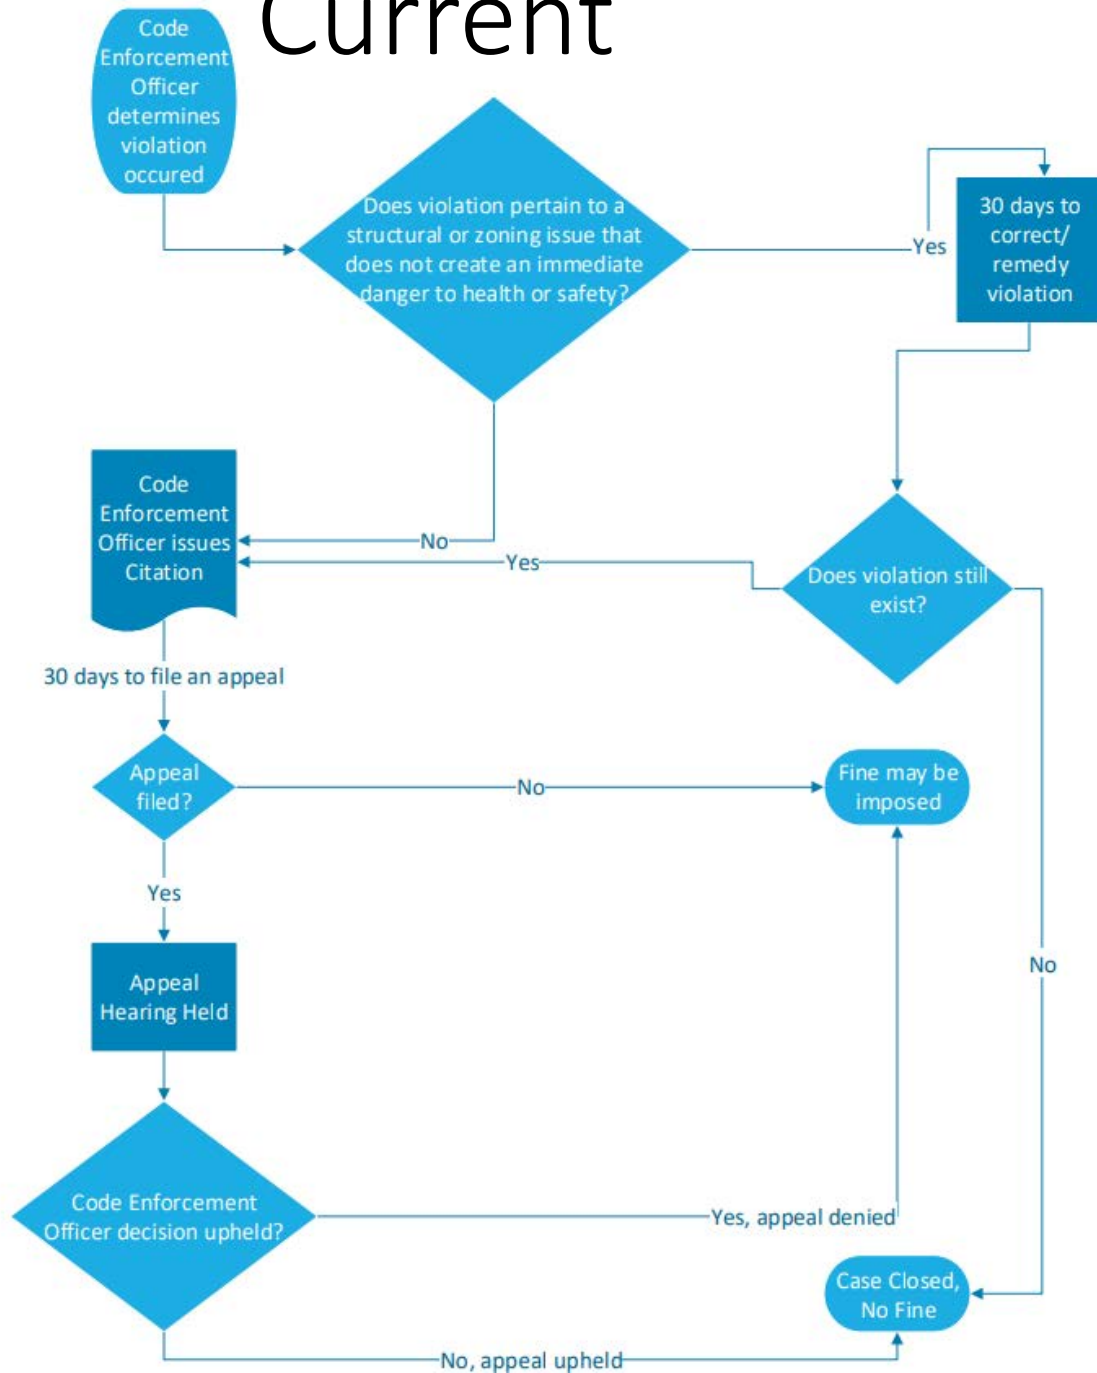 Current
Code
Enforcement
Officer
determines
violation
occured
Does violation pertain to a
structural or zoning issue that
does not create an immediate
danger to health or safety?
Yes
30 days to
correct/
remedy
violation
Code
Enforcement
Officer issues
Citation
No
Yes
Does violation still
exist?
30 days to file an appeal
Appeal
filed?
No
Fine may be
imposed
Yes
No
Appeal
Hearing Held
Code Enforcement
Officer decision upheld?
Yes, appeal denied
Case Closed,
No Fine
No, appeal upheld